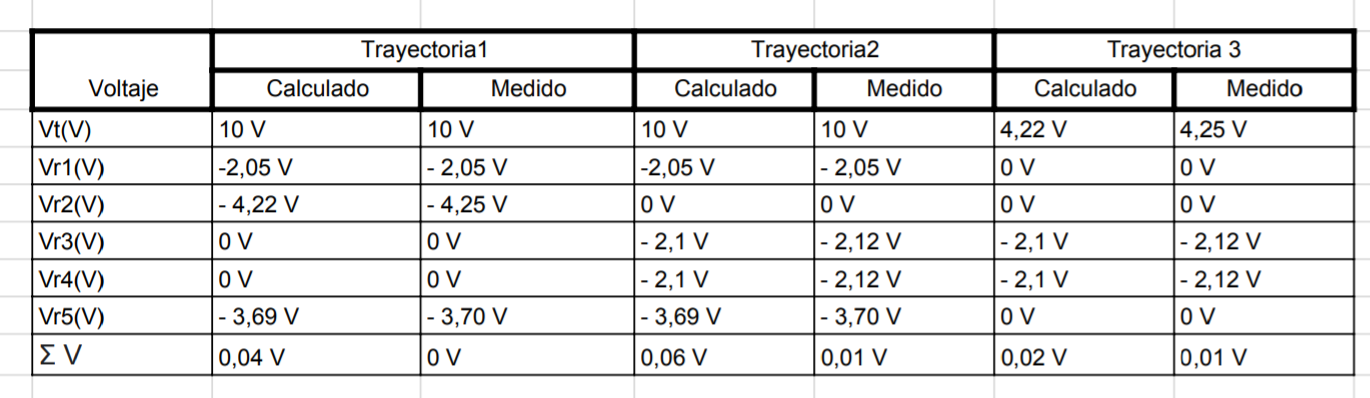 Trayectoria1 Trayectoria2 Trayectoria 3
Voltaje Calculado Medido Calculado Medido Calculado Medido
Vt(V) 10 V 10 V 10 V 10 V 4,22 V 4,25 V
Vr1(V) -2,05 V - 2,05 V -2,05 V - 2,05 V 0 V 0 V
Vr2(V) - 4,22 V - 4,25 V 0 V 0 V 0 V 0 V
Vr3(V) 0 V 0 V - 2,1 V - 2,12 V - 2,1 V - 2,12 V
Vr4(V) 0 V 0 V - 2,1 V - 2,12 V - 2,1 V - 2,12 V
Vr5(V) - 3,69 V - 3,70 V - 3,69 V - 3,70 V 0 V 0 V
Σ V 0,04 V 0 V 0,06 V 0,01 V 0,02 V 0,01 V